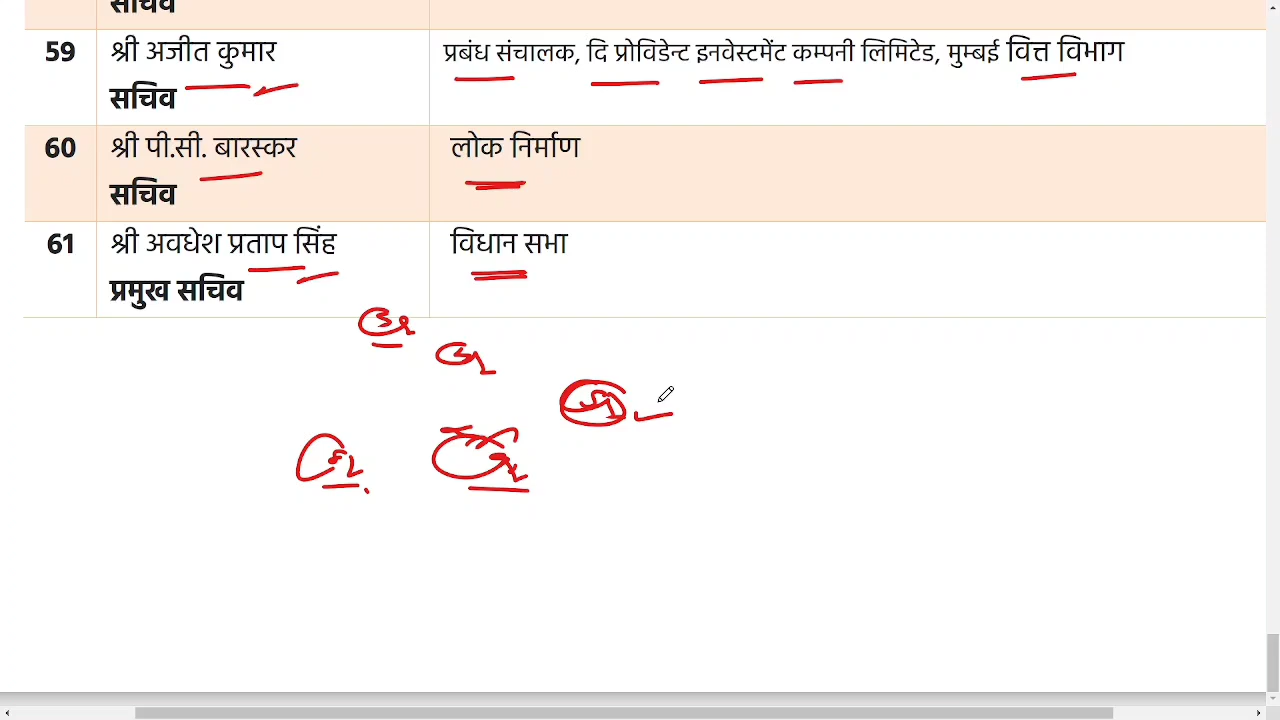 सचिव
59 श्री अजीत कुमार प्रबंध संचालक, दि प्रोविडेन्ट इनवेस्टमेंट कम्पनी लिमिटेड, मुम्बई वित्त विभाग
सचिव
60 श्री पी.सी. बारस्कर लोक निर्माण
सचिव
61 श्री अवधेश प्रताप सिंह विधान सभा
प्रमुख सचिव